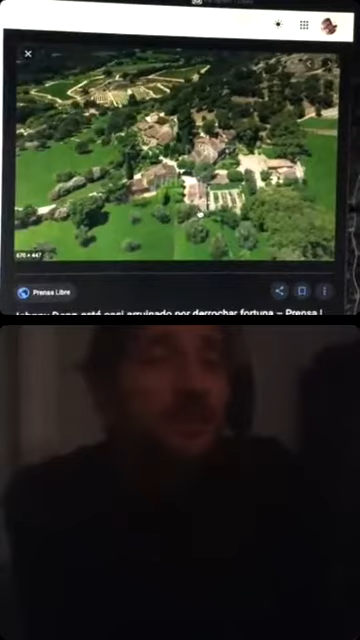 670 × 447
Prensa Libre
Johnny Depp está casi arruinado por derrochar fortuna – Prensa L